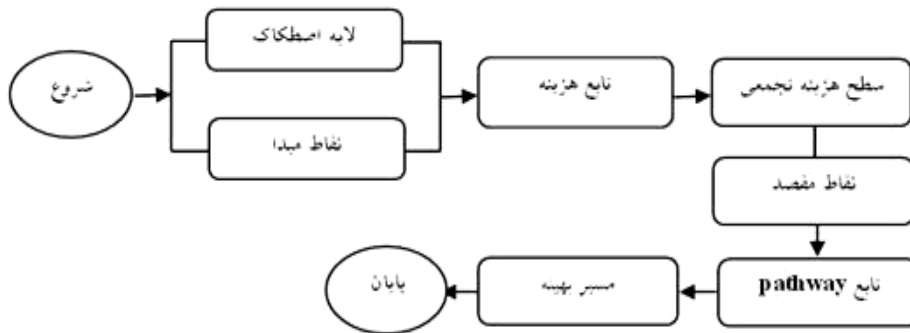 شروع
لایه اصطکاک
نقاط مبدا
تابع هزینه
سطح هزینه تجمعی
نقاط مقصد
تابع pathway
مسیر بهینه
پایان